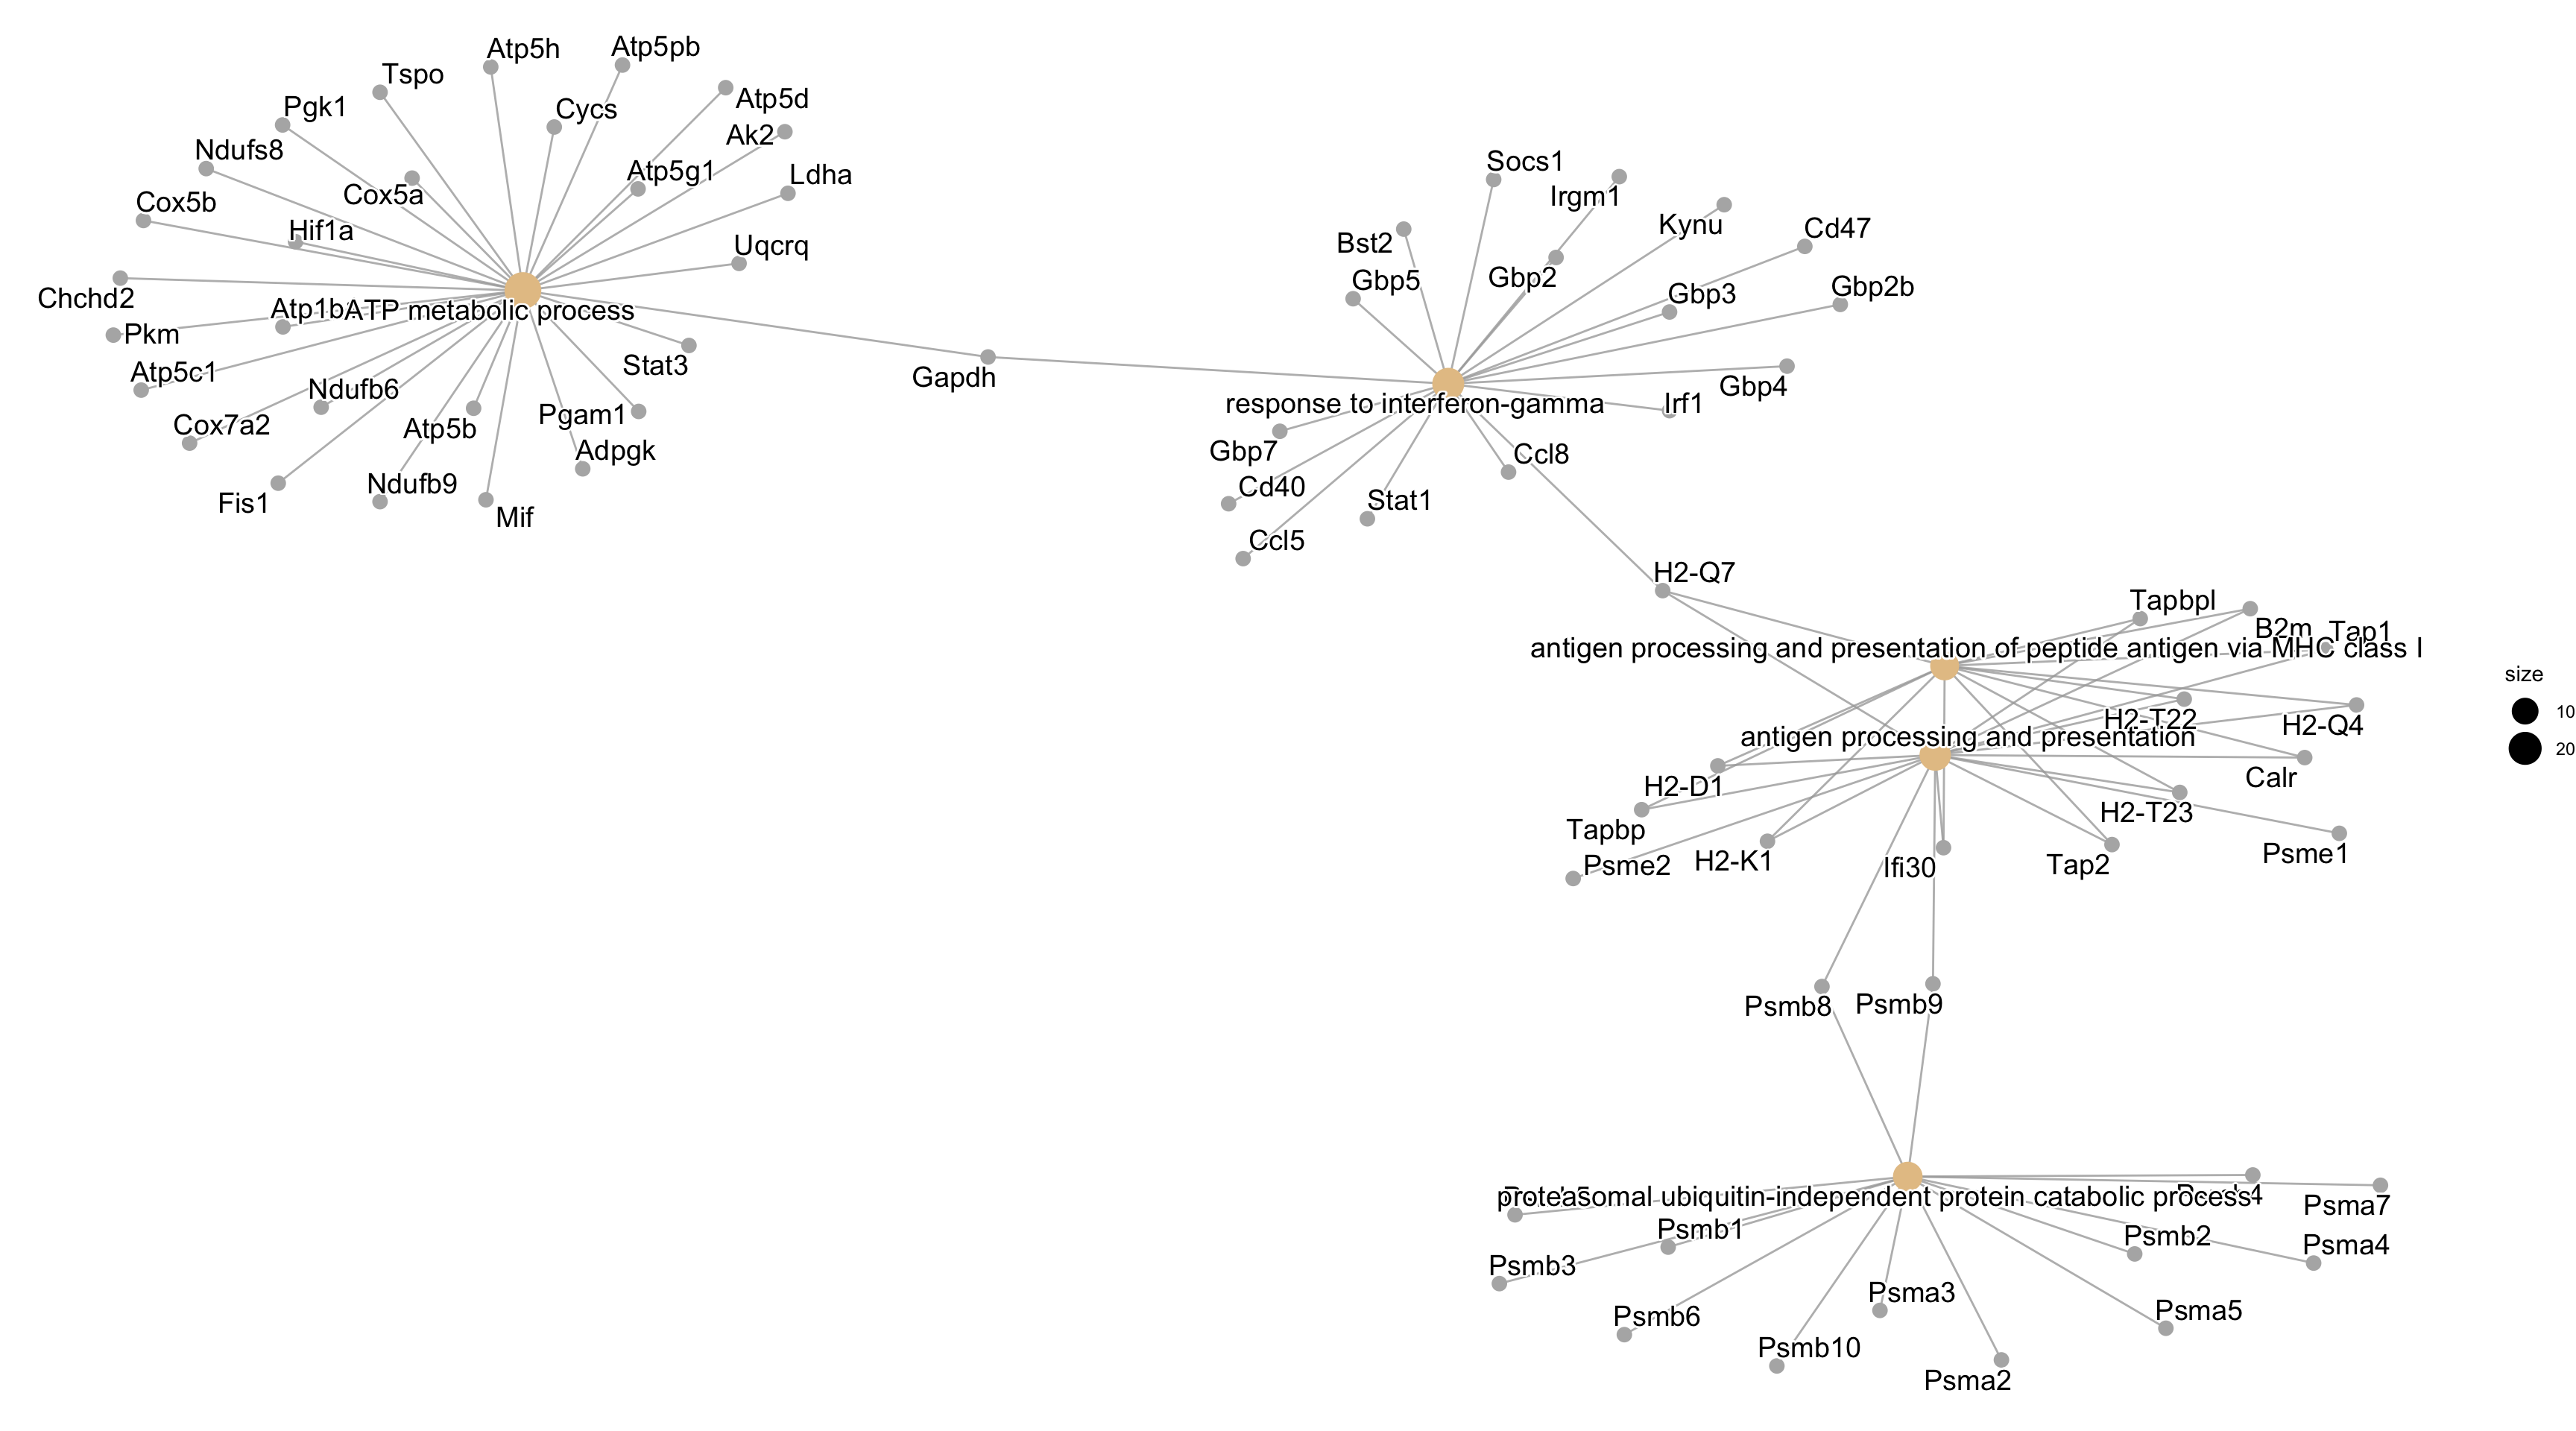 Atp5h
Atp5pb
Tspo
Atp5d
Pgk1
Cycs
Ak2
Ndufs8
Atp5g1
Ldha
Cox5a
Cox5b
Hif1a
Uqcrq
Chchd2
ATP metabolic process
Pkm
Stat3
Atp5c1
Ndufb6
Pgam1
Cox7a2
Atp5b
Adpgk
Ndufb9
Fis1
Mif
Gapdh
Socs1
Irgm1
Kynu
Cd47
Bst2
Gbp5
Gbp2
Gbp3
Gbp2b
Gbp4
response to interferon-gamma
Irf1
Gbp7
Ccl8
Cd40
Stat1
Ccl5
H2-Q7
Tapbpl
B2m
Tap1
antigen processing and presentation of peptide antigen via MHC class I
H2-T22
H2-Q4
antigen processing and presentation
Calr
H2-D1
H2-T23
Tapbp
Psme2
H2-K1
Ifi30
Tap2
Psme1
Psmb8
Psmb9
proteasomal ubiquitin-independent protein catabolic process
Psma7
Psmb1
Psmb2
Psma4
Psmb3
Psma3
Psma5
Psmb6
Psmb10
Psma2
size
10
20